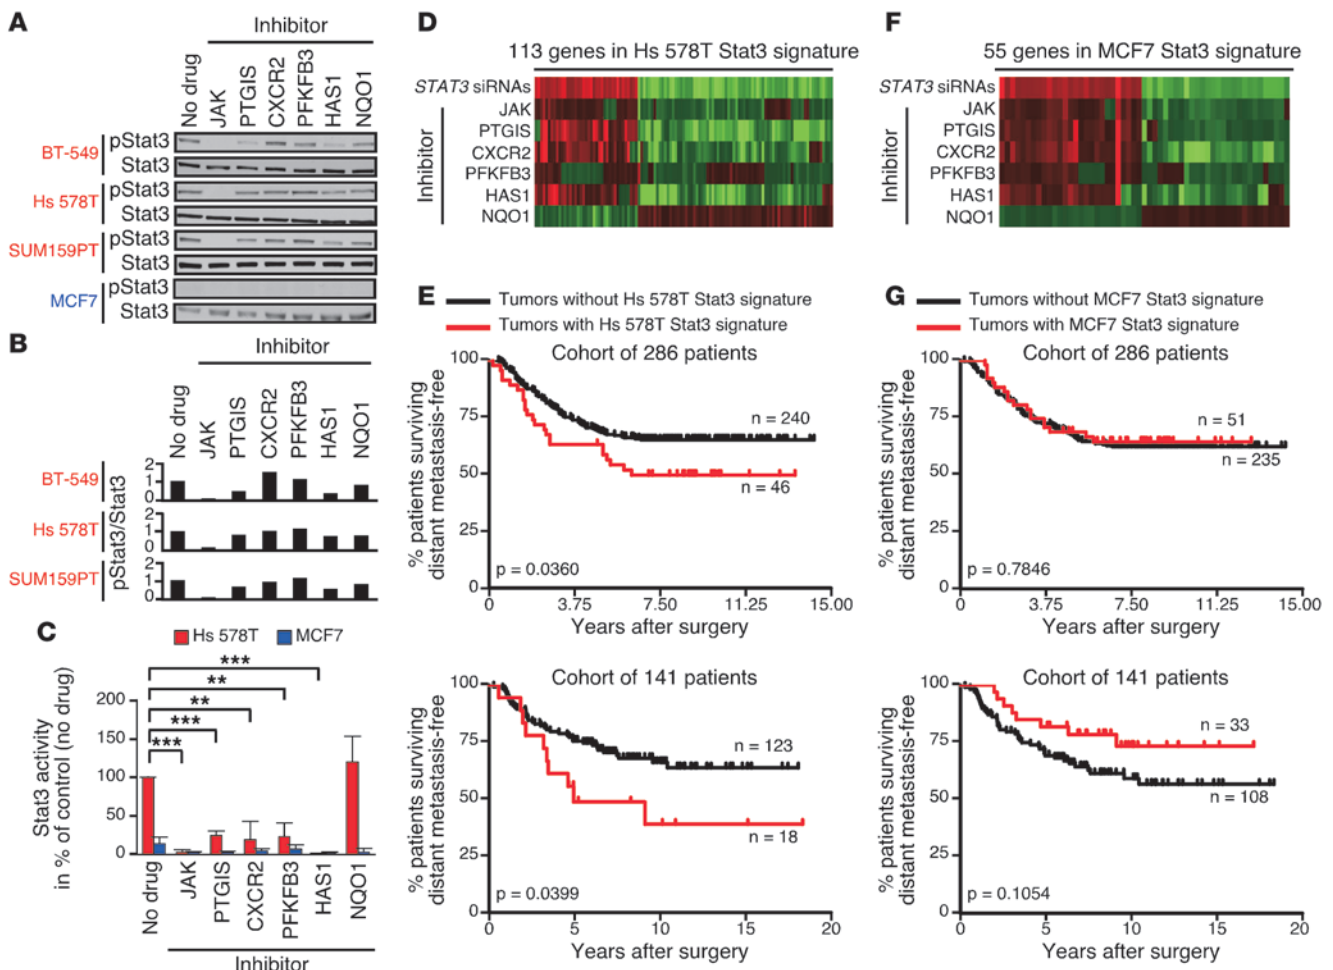 A
Inhibitor
No drug
JAK
PTGIS
CXCR2
PFKFB3
HAS1
NQO1
BT-549
pStat3
Stat3
Hs 578T
pStat3
Stat3
SUM159PT
pStat3
Stat3
MCF7
pStat3
Stat3
B
Inhibitor
No drug
JAK
PTGIS
CXCR2
PFKFB3
HAS1
NQO1
pStat3/Stat3
BT-549
2
1
0
Hs 578T
2
1
0
SUM159PT
2
1
0
C
Hs 578T
MCF7
Stat3 activity
in % of control (no drug)
200
150
100
50
0
***
**
**
***
***
No drug
JAK
PTGIS
CXCR2
PFKFB3
HAS1
NQO1
Inhibitor
D
113 genes in Hs 578T Stat3 signature
STAT3 siRNAs
Inhibitor
JAK
PTGIS
CXCR2
PFKFB3
HAS1
NQO1
E
Tumors without Hs 578T Stat3 signature
Tumors with Hs 578T Stat3 signature
Cohort of 286 patients
% patients surviving
distant metastasis-free
100
75
50
25
0
n = 240
n = 46
p = 0.0360
0 3.75 7.50 11.25 15.00
Years after surgery
Cohort of 141 patients
% patients surviving
distant metastasis-free
100
75
50
25
0
n = 123
n = 18
p = 0.0399
0 5 10 15 20
Years after surgery
F
55 genes in MCF7 Stat3 signature
STAT3 siRNAs
Inhibitor
JAK
PTGIS
CXCR2
PFKFB3
HAS1
NQO1
G
Tumors without MCF7 Stat3 signature
Tumors with MCF7 Stat3 signature
Cohort of 286 patients
% patients surviving
distant metastasis-free
100
75
50
25
0
n = 51
n = 235
p = 0.7846
0 3.75 7.50 11.25 15.00
Years after surgery
Cohort of 141 patients
% patients surviving
distant metastasis-free
100
75
50
25
0
n = 33
n = 108
p = 0.1054
0 5 10 15 20
Years after surgery